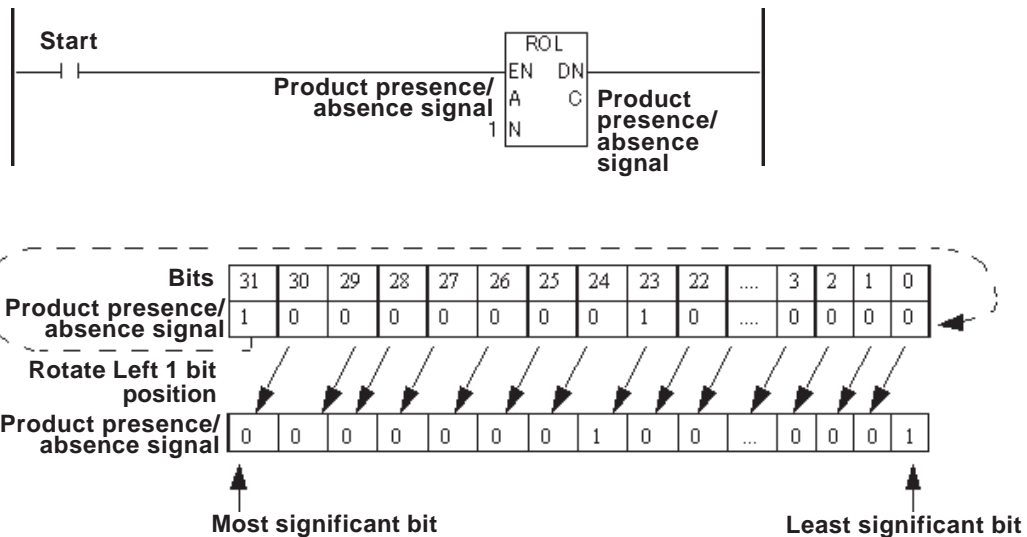 Start
ROL
EN DN
Product presence/
absence signal
A C
1 N
Product
presence/
absence
signal
Bits 31 30 29 28 27 26 25 24 23 22 .... 3 2 1 0
Product presence/
absence signal
1 0 0 0 0 0 0 0 1 0 .... 0 0 0 0
Rotate Left 1 bit
position
Product presence/
absence signal
0 0 0 0 0 0 0 1 0 0 ... 0 0 0 1
Most significant bit
Least significant bit